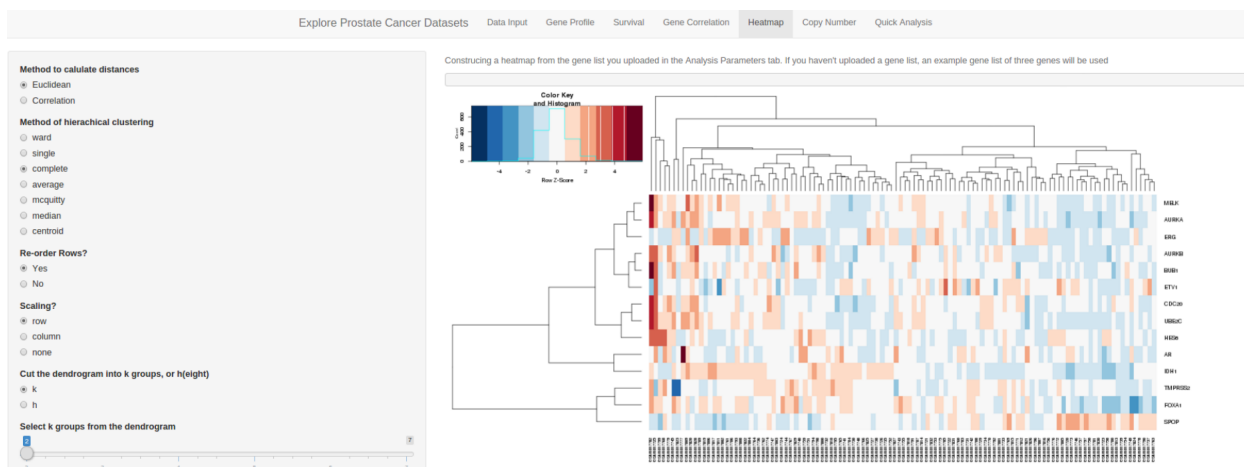 Explore Prostate Cancer Datasets Data Input Gene Profile Survival Gene Correlation Heatmap Copy Number Quick Analysis
Method to calulate distances
Euclidean
Correlation
Method of hierachical clustering
ward
single
complete
average
mcquitty
median
centroid
Re-order Rows?
Yes
No
Scaling?
row
column
none
Cut the dendrogram into k groups, or h(eight)
k
h
Select k groups from the dendrogram
2 7
Construcing a heatmap from the gene list you uploaded in the Analysis Parameters tab. If you haven't uploaded a gene list, an example gene list of three genes will be used
Color Key
and Histogram
Count
0 200 400 600
-4 -2 0 2 4
Row Z-Score
MELK
AURKA
ERG
AURKB
BUB1
ETV1
CDC20
UBE2C
HES6
AR
IDH1
TMPRSS2
FOXA1
SPOP